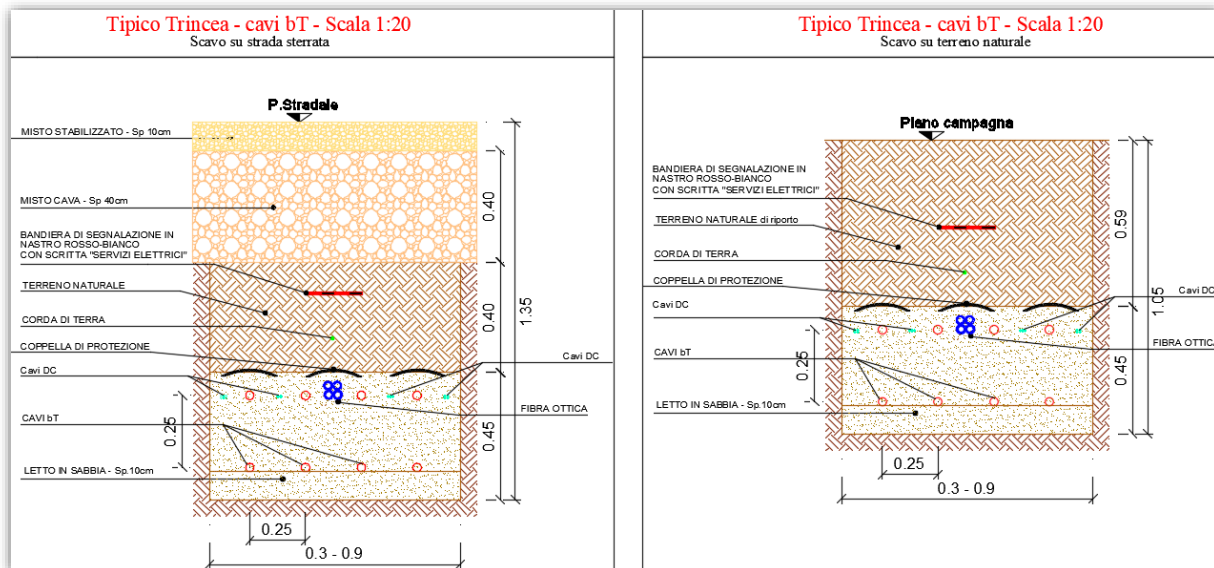 Tipico Trincea - cavi bT - Scala 1:20
Scavo su strada sterrata
P.Stradale
MISTO STABILIZZATO - Sp 10cm
MISTO CAVA - Sp 40cm
BANDIERA DI SEGNALAZIONE IN
NASTRO ROSSO-BIANCO
CON SCRITTA "SERVIZI ELETTRICI"
TERRENO NATURALE
CORDA DI TERRA
COPPELLA DI PROTEZIONE
Cavi DC
CAVI bT
LETTO IN SABBIA - Sp.10cm
Cavi DC
FIBRA OTTICA
0.40
0.40
0.45
1.35
0.25
0.25
0.3 - 0.9
Tipico Trincea - cavi bT - Scala 1:20
Scavo su terreno naturale
Piano campagna
BANDIERA DI SEGNALAZIONE IN
NASTRO ROSSO-BIANCO
CON SCRITTA "SERVIZI ELETTRICI"
TERRENO NATURALE di riporto
CORDA DI TERRA
COPPELLA DI PROTEZIONE
Cavi DC
CAVI bT
LETTO IN SABBIA - Sp.10cm
Cavi DC
FIBRA OTTICA
0.59
0.45
1.05
0.25
0.25
0.3 - 0.9